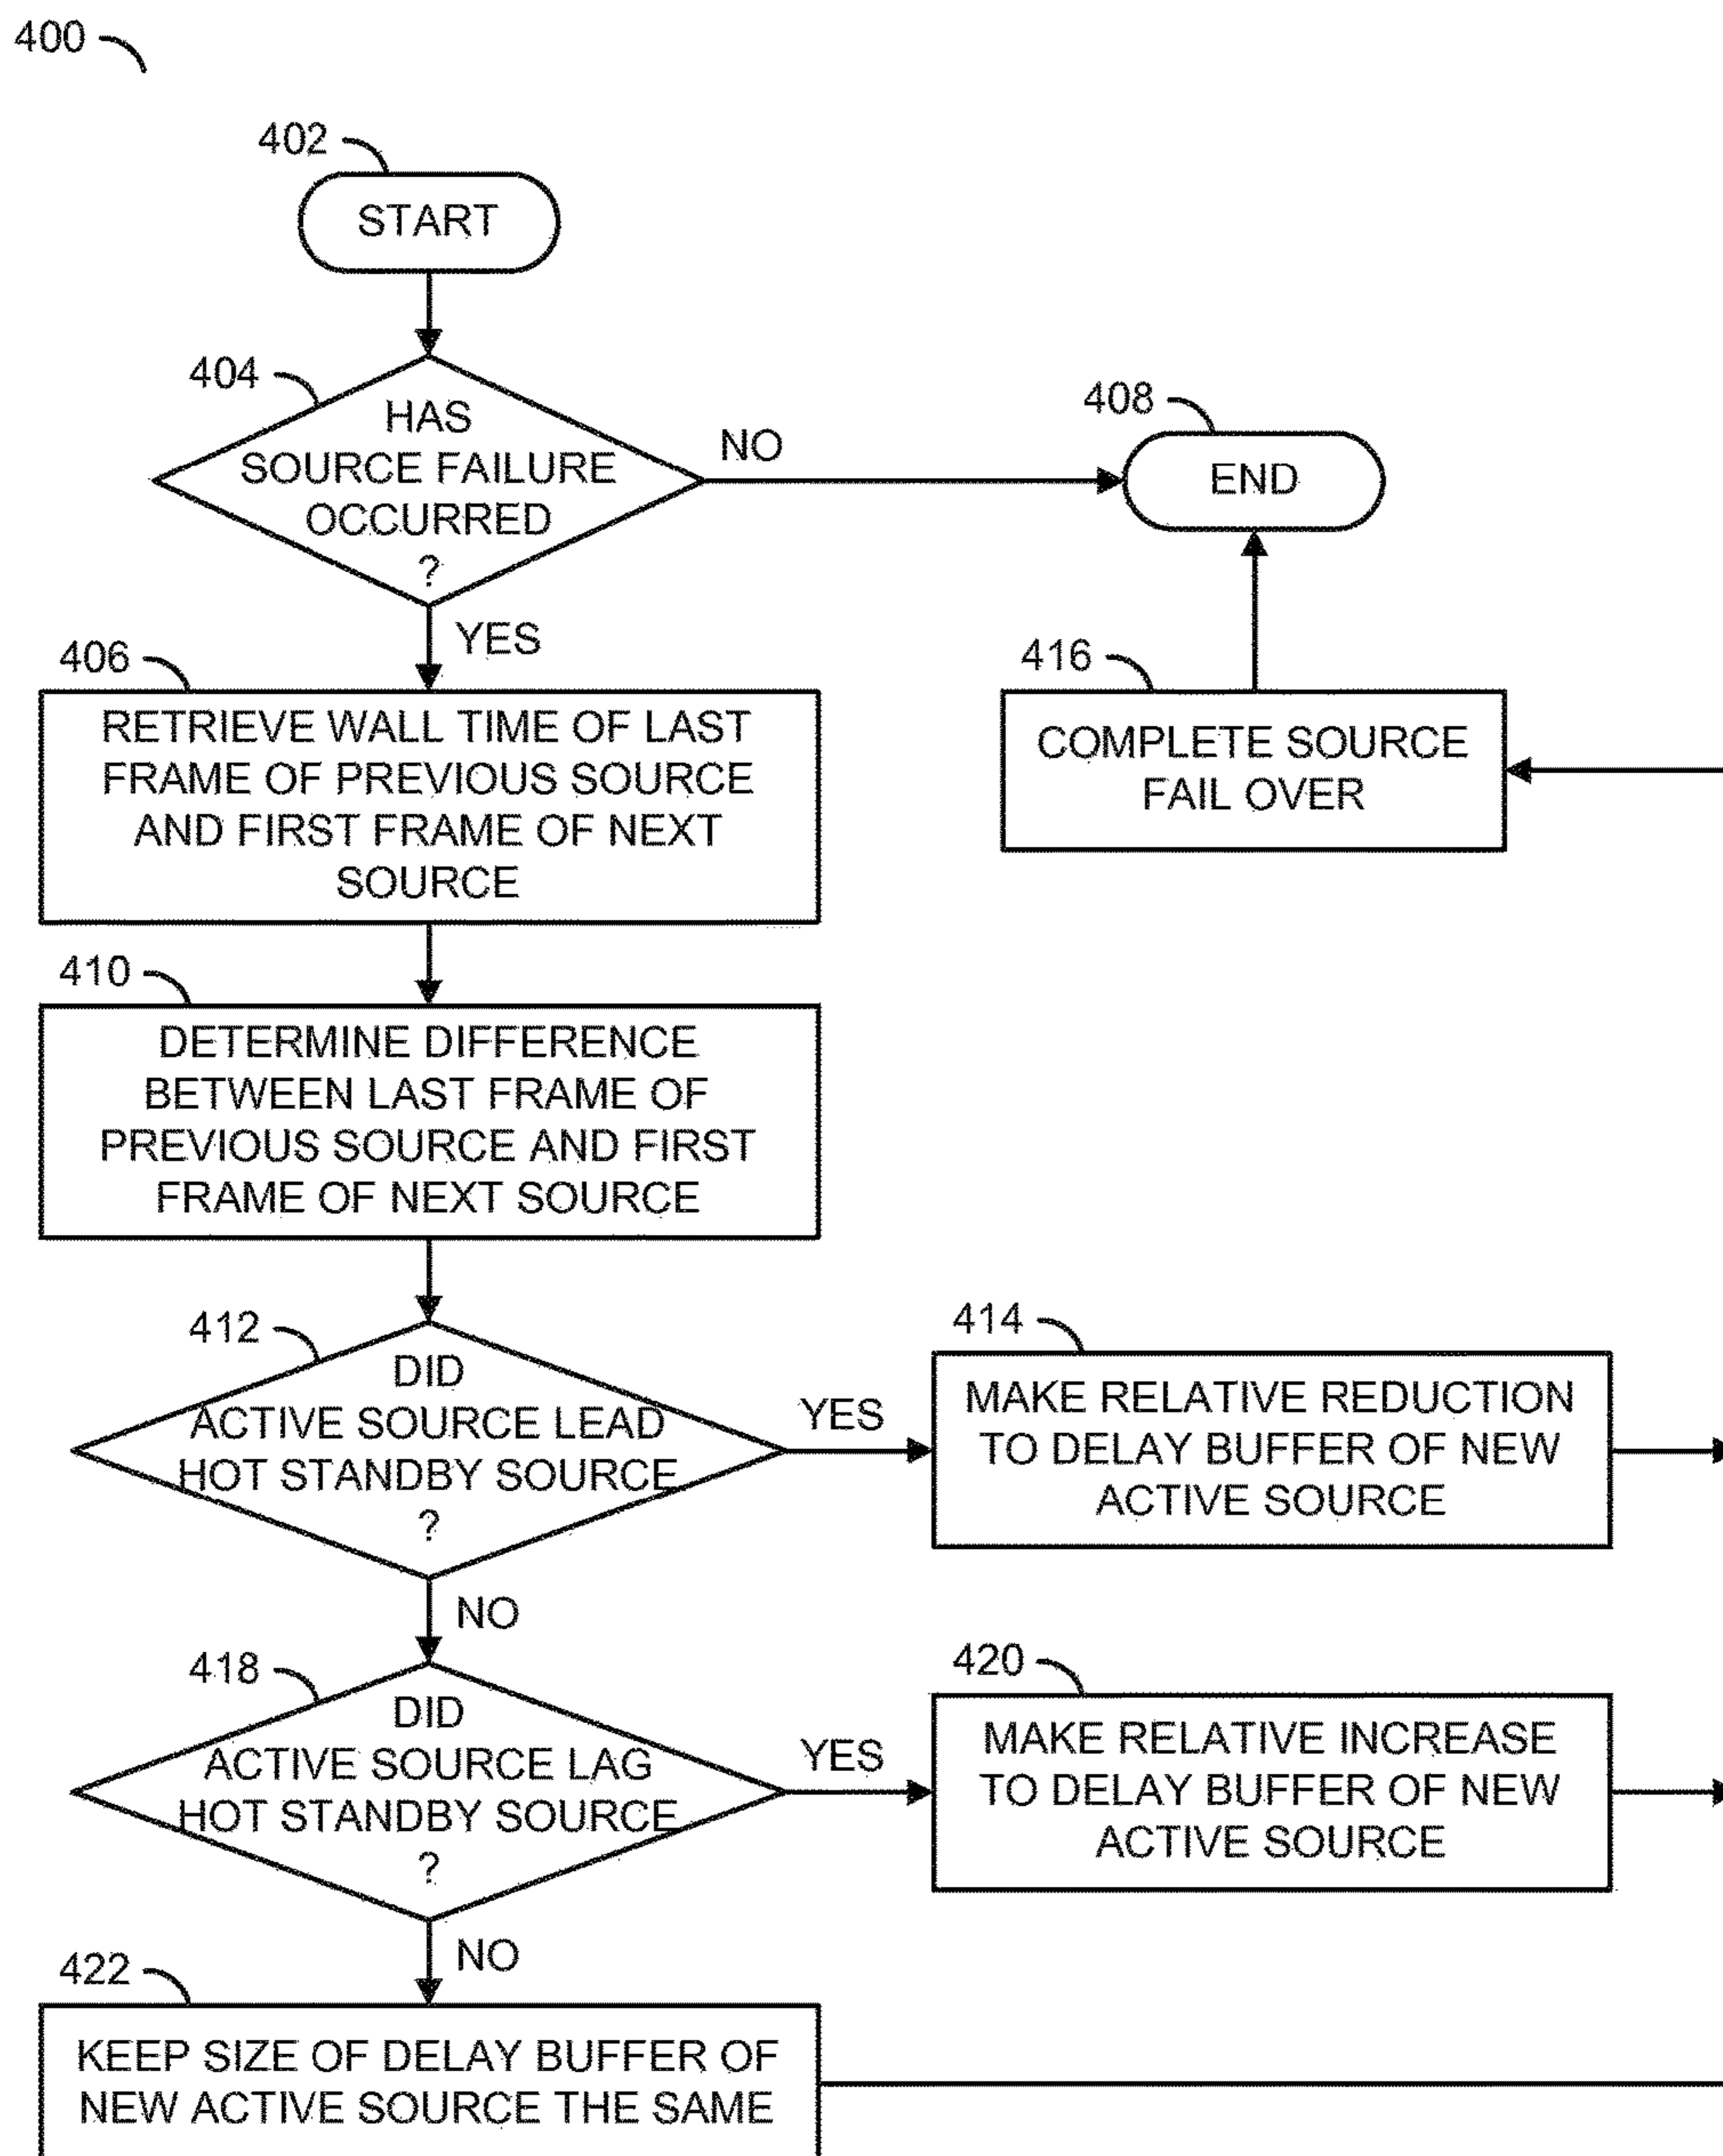 400
402
START
404
HAS
SOURCE FAILURE
OCCURRED
?
NO
408
END
YES
406
RETRIEVE WALL TIME OF LAST
FRAME OF PREVIOUS SOURCE
AND FIRST FRAME OF NEXT
SOURCE
416
COMPLETE SOURCE
FAIL OVER
410
DETERMINE DIFFERENCE
BETWEEN LAST FRAME OF
PREVIOUS SOURCE AND FIRST
FRAME OF NEXT SOURCE
412
DID
ACTIVE SOURCE LEAD
HOT STANDBY SOURCE
?
YES
414
MAKE RELATIVE REDUCTION
TO DELAY BUFFER OF NEW
ACTIVE SOURCE
NO
418
DID
ACTIVE SOURCE LAG
HOT STANDBY SOURCE
?
YES
420
MAKE RELATIVE INCREASE
TO DELAY BUFFER OF NEW
ACTIVE SOURCE
NO
422
KEEP SIZE OF DELAY BUFFER OF
NEW ACTIVE SOURCE THE SAME